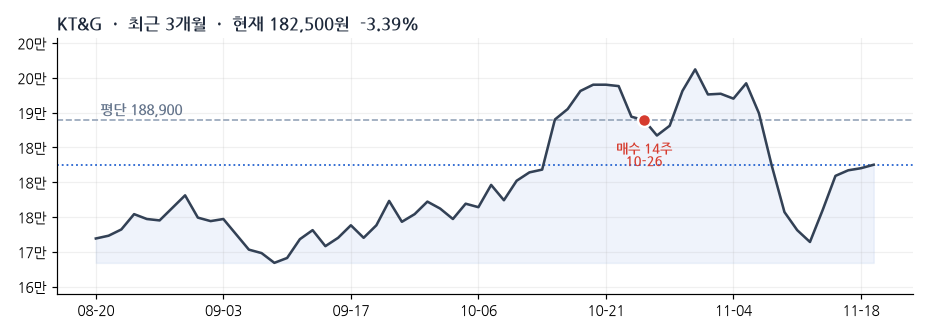 KT&G · 최근 3개월 · 현재 182,500원 -3.39%
20만
20만
평단 188,900
19만
매수 14주
18만
10-26
18만
18만
17만
16만
08-20 09-03 09-17 10-06 10-21 11-04 11-18